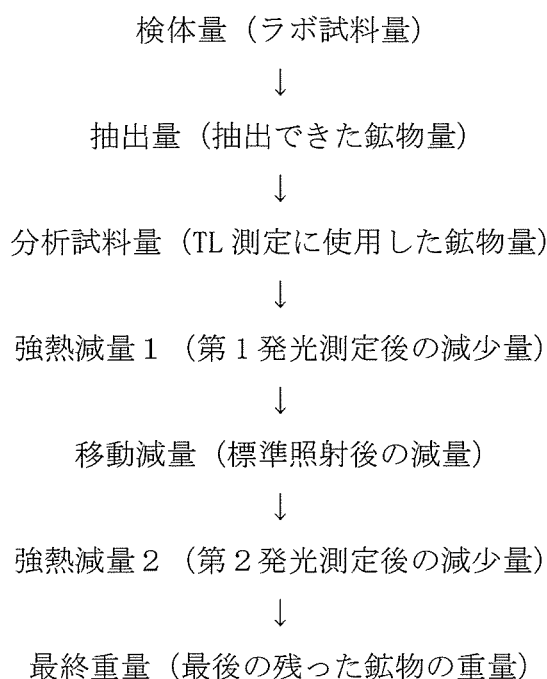 検体量（ラボ試料量）
↓
抽出量（抽出できた鉱物量）
↓
分析試料量（TL 測定に使用した鉱物量）
↓
強熱減量１（第１発光測定後の減少量）
↓
移動減量（標準照射後の減量）
↓
強熱減量２（第２発光測定後の減少量）
↓
最終重量（最後の残った鉱物の重量）